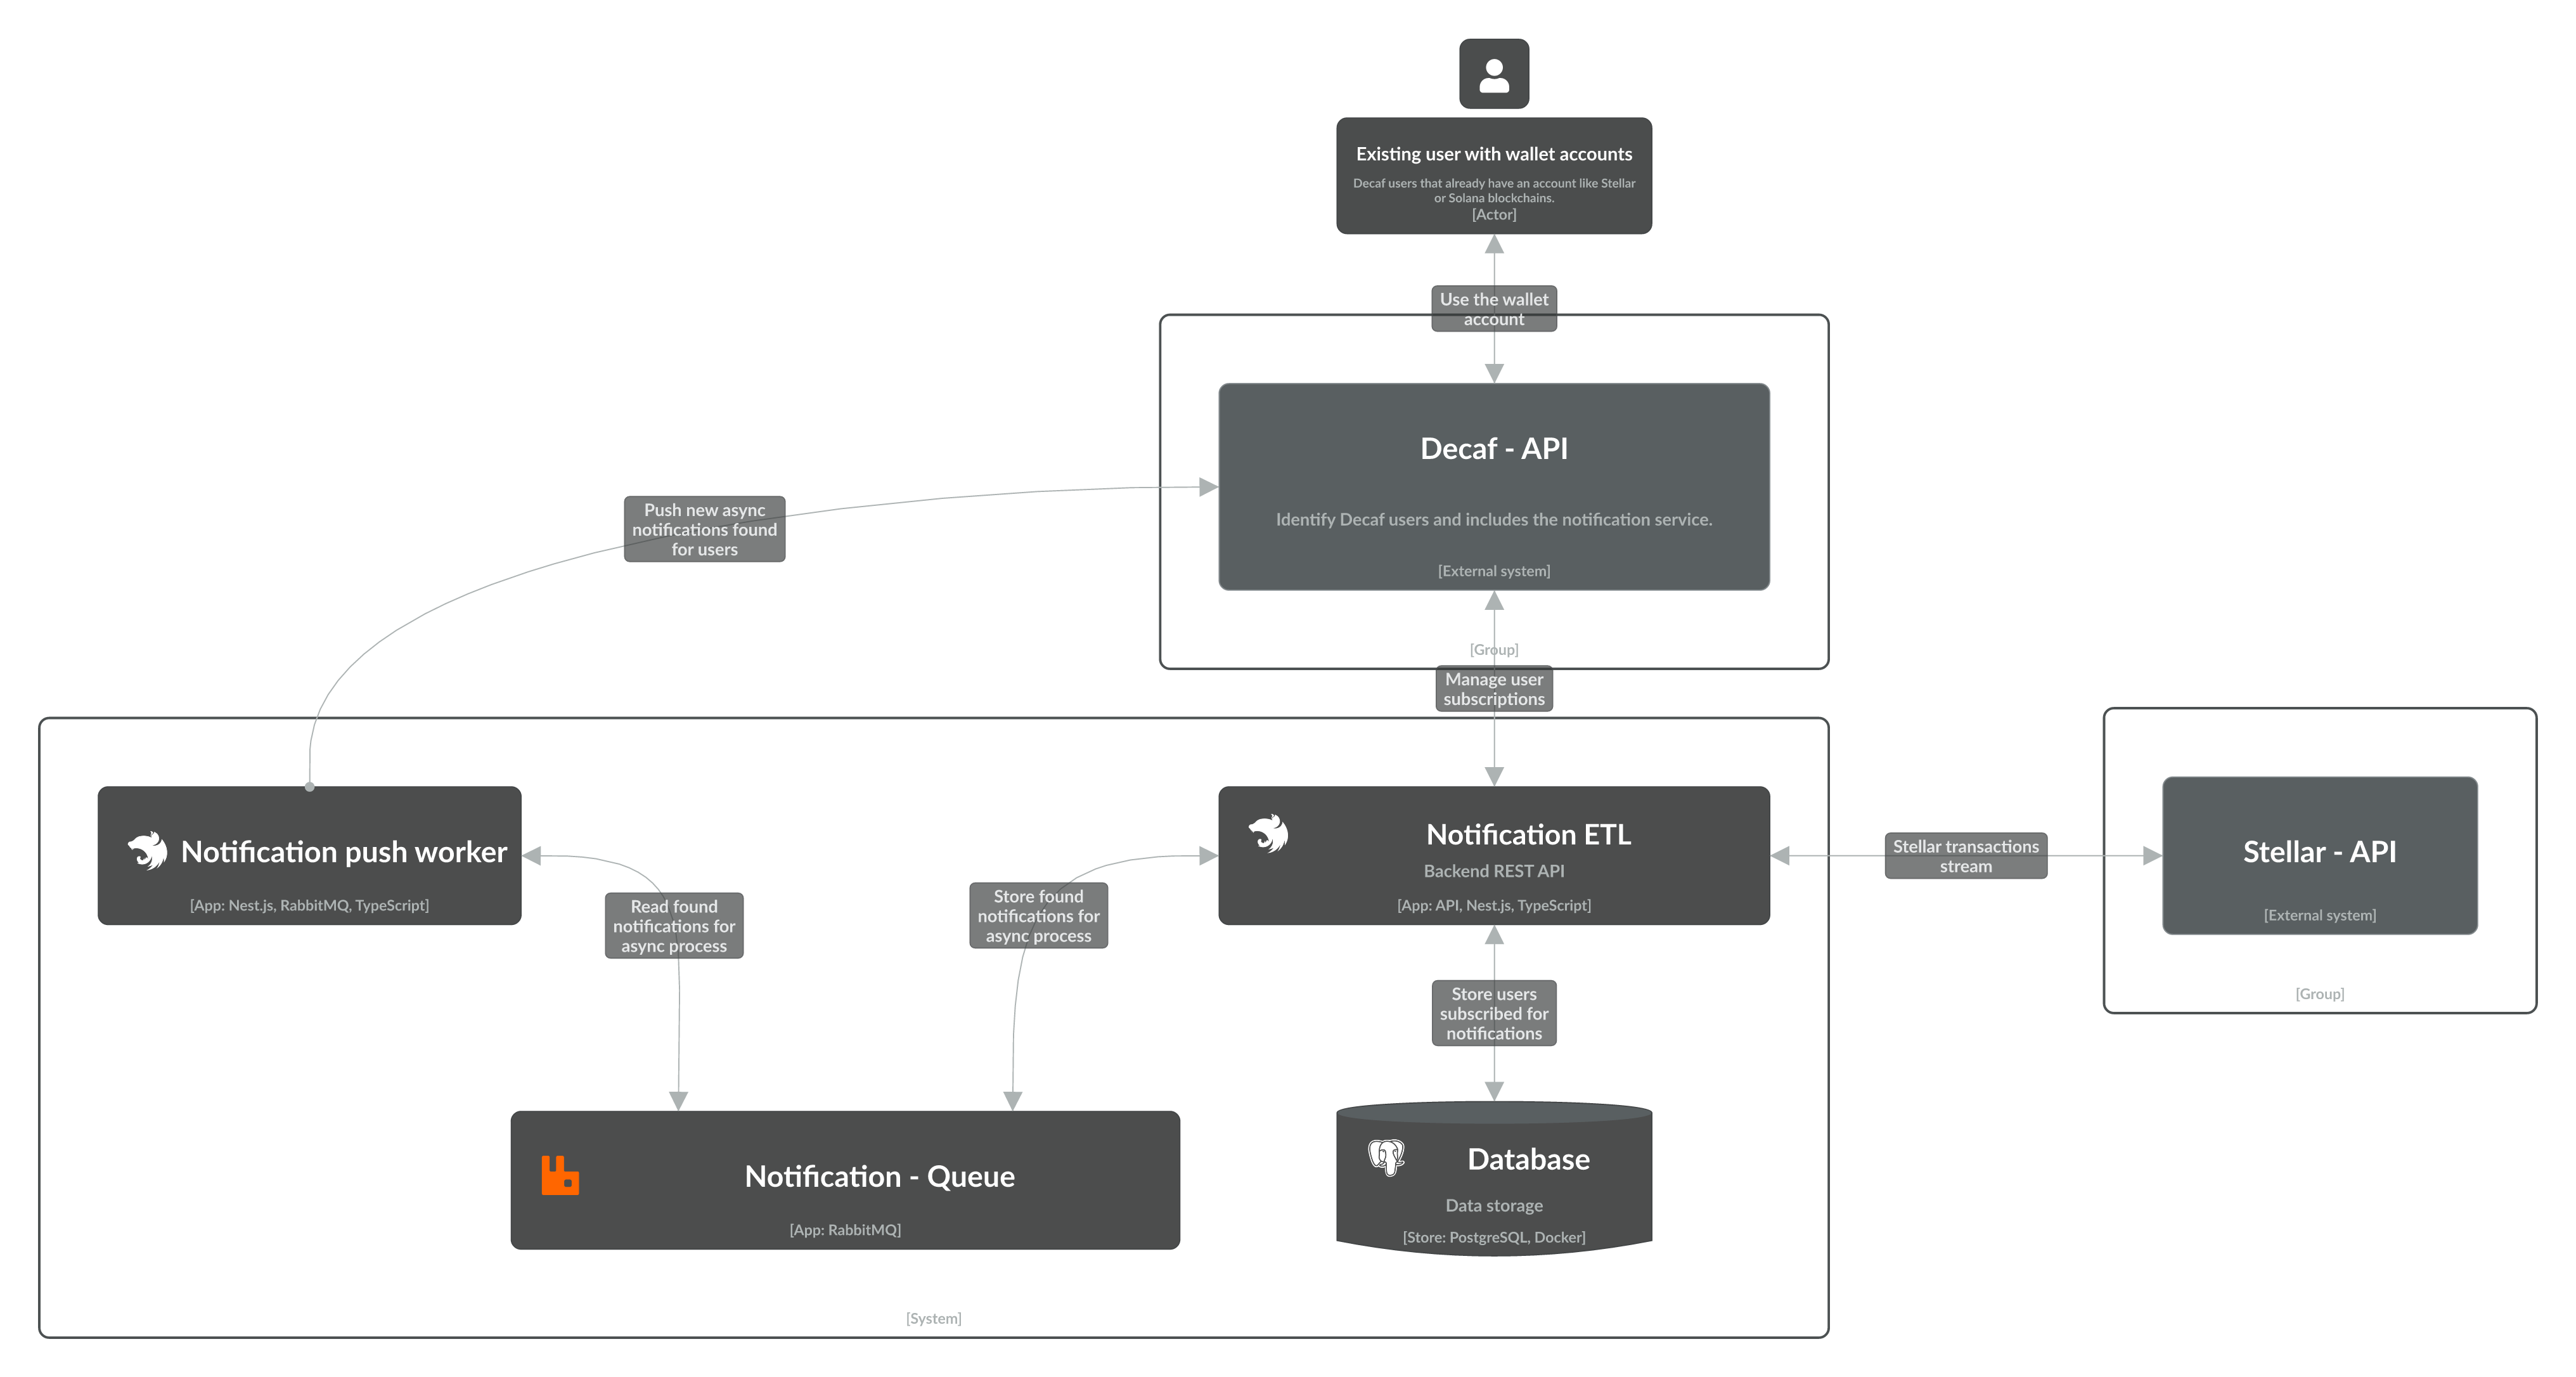 Existing user with wallet accounts
Decaf users that already have an account like Stellar
or Solana blockchains.
[Actor]
Use the wallet
account
Decaf - API
Identify Decaf users and includes the notification service.
[External system]
[Group]
Push new async
notifications found
for users
Manage user
subscriptions
Notification push worker
[App: Nest.js, RabbitMQ, TypeScript]
Read found
notifications for
async process
Store found
notifications for
async process
Notification ETL
Backend REST API
[App: API, Nest.js, TypeScript]
Stellar transactions
stream
Stellar - API
[External system]
[Group]
Store users
subscribed for
notifications
Notification - Queue
[App: RabbitMQ]
Database
Data storage
[Store: PostgreSQL, Docker]
[System]